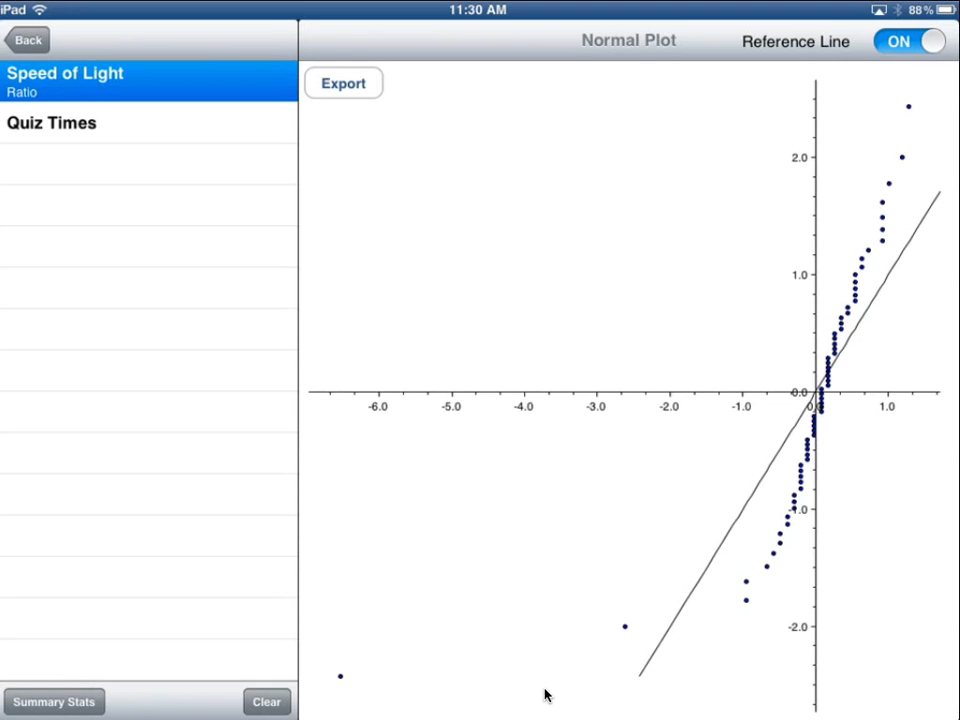 iPad 11:30 AM 88%
Back Normal Plot Reference Line ON
Speed of Light
Ratio
Export
Quiz Times
2.0
1.0
0.0
-6.0 -5.0 -4.0 -3.0 -2.0 -1.0 0.0 1.0
-1.0
-2.0
Summary Stats Clear